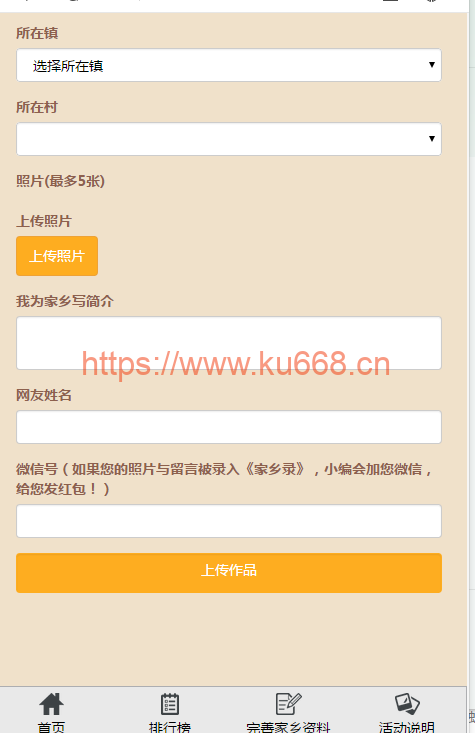 所在镇
选择所在镇
所在村
照片(最多5张)
上传照片
上传照片
我为家乡写简介
https://www.ku668.cn
网友姓名
微信号（如果您的照片与留言被录入《家乡录》，小编会加您微信，
给您发红包！）
上传作品
首页
排行榜
完善家乡资料
活动说明